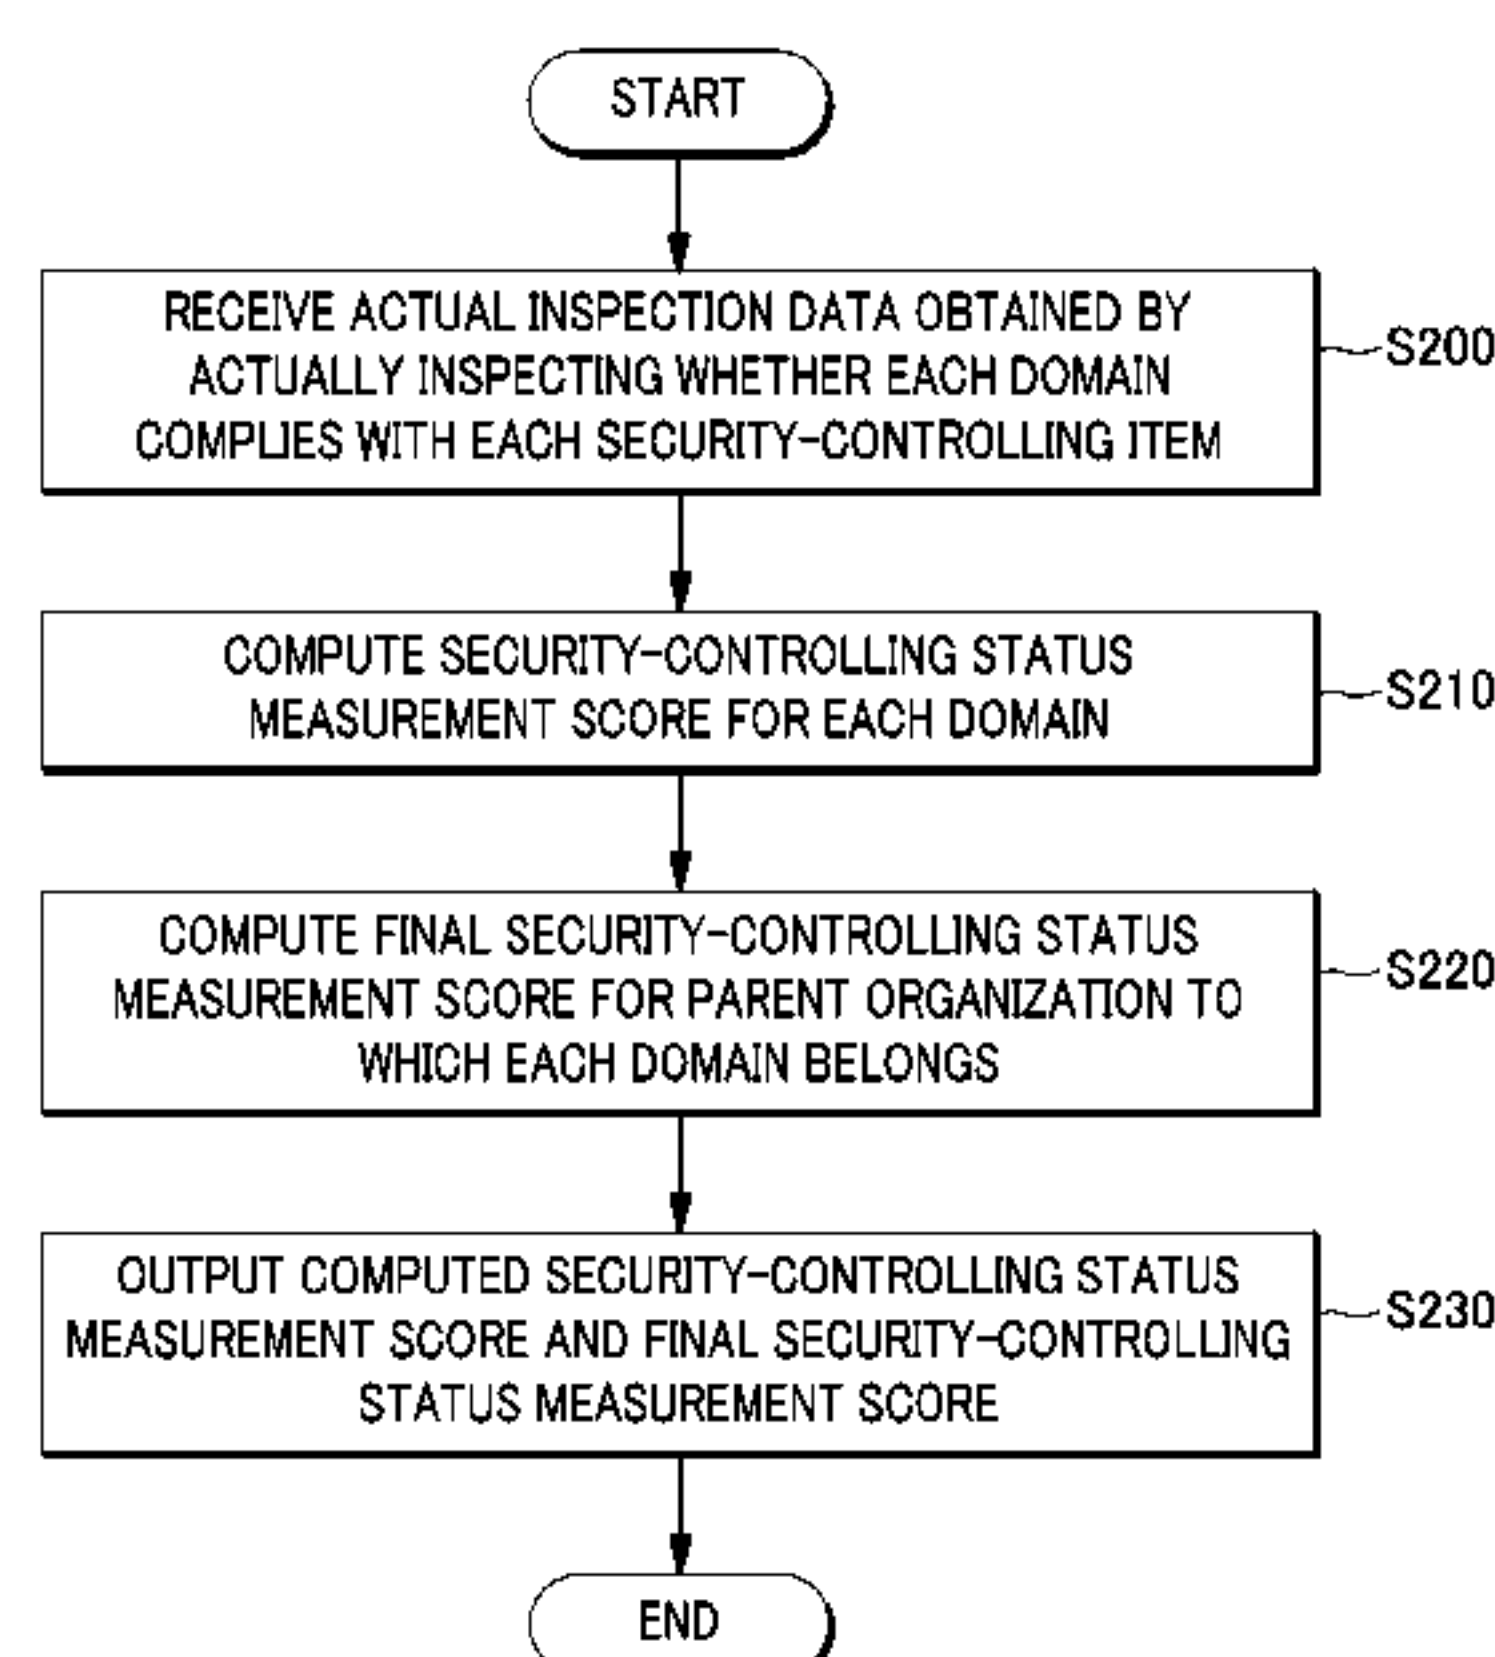 START
RECEIVE ACTUAL INSPECTION DATA OBTAINED BY
ACTUALLY INSPECTING WHETHER EACH DOMAIN
COMPLIES WITH EACH SECURITY-CONTROLLING ITEM
S200
COMPUTE SECURITY-CONTROLLING STATUS
MEASUREMENT SCORE FOR EACH DOMAIN
S210
COMPUTE FINAL SECURITY-CONTROLLING STATUS
MEASUREMENT SCORE FOR PARENT ORGANIZATION TO
WHICH EACH DOMAIN BELONGS
S220
OUTPUT COMPUTED SECURITY-CONTROLLING STATUS
MEASUREMENT SCORE AND FINAL SECURITY-CONTROLLING
STATUS MEASUREMENT SCORE
S230
END